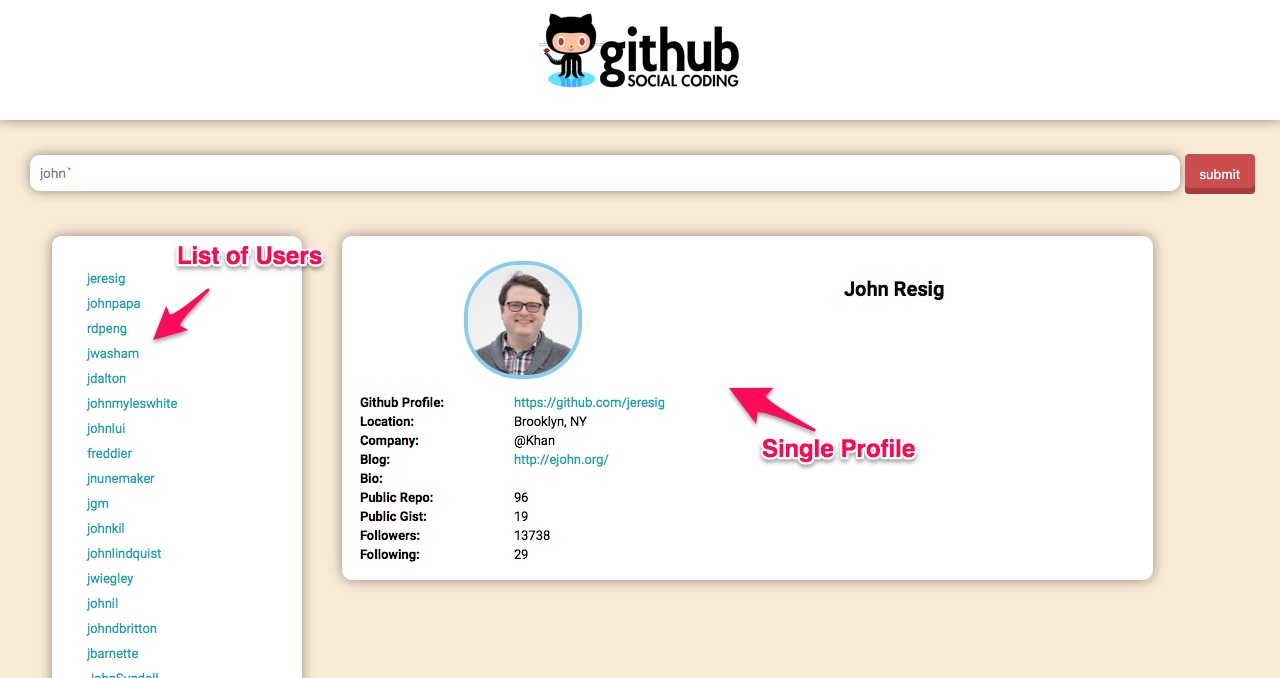 github
SOCIAL CODING
john`
submit
List of Users
jeresig
johnpapa
rdpeng
jwasham
jdalton
johnmyleswhite
johnlui
freddier
jnunemaker
jgm
johnkil
johnlindquist
jwiegley
johnil
johndbritton
jbarnette
JohnSundell
John Resig
Github Profile: https://github.com/jeresig
Location: Brooklyn, NY
Company: @Khan
Blog: http://ejohn.org/
Bio:
Public Repo: 96
Public Gist: 19
Followers: 13738
Following: 29
Single Profile